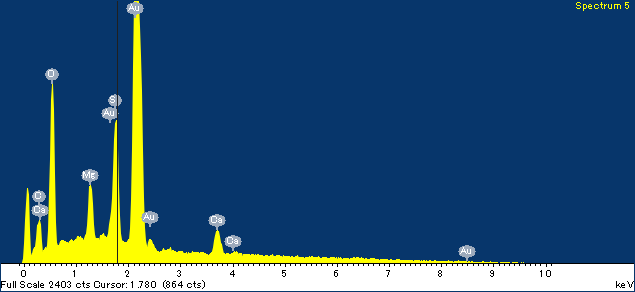 Spectrum 5
Au
O
Si
Au
Mg
C
Ca
Au
Ca
Ca
Au
0 1 2 3 4 5 6 7 8 9 10
Full Scale 2403 cts Cursor: 1.780 (864 cts) keV